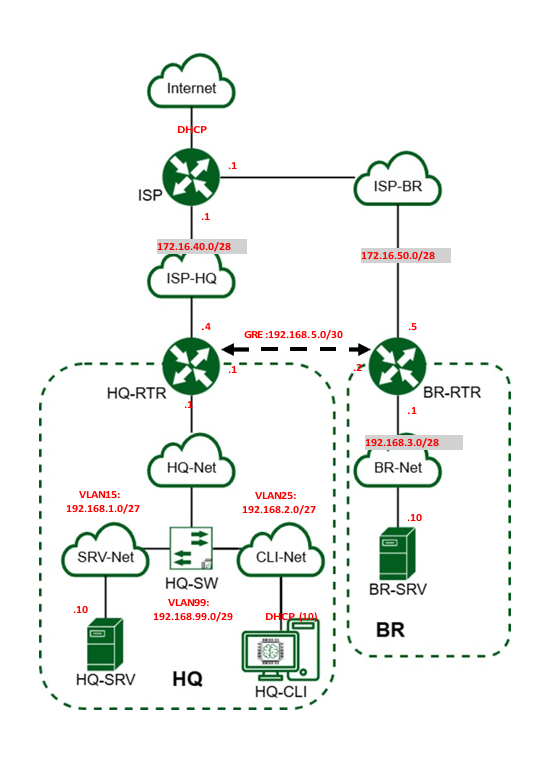 Internet
DHCP
.1
ISP
ISP-BR
.1
172.16.40.0/28
172.16.50.0/28
ISP-HQ
.4
GRE :192.168.5.0/30
.5
.1
.2
HQ-RTR
BR-RTR
.1
.1
192.168.3.0/28
HQ-Net
BR-Net
VLAN15:
192.168.1.0/27
VLAN25:
192.168.2.0/27
.10
SRV-Net
CLI-Net
HQ-SW
BR-SRV
VLAN99:
192.168.99.0/29
.10
DHCP (10)
BR
HQ-SRV
HQ
HQ-CLI